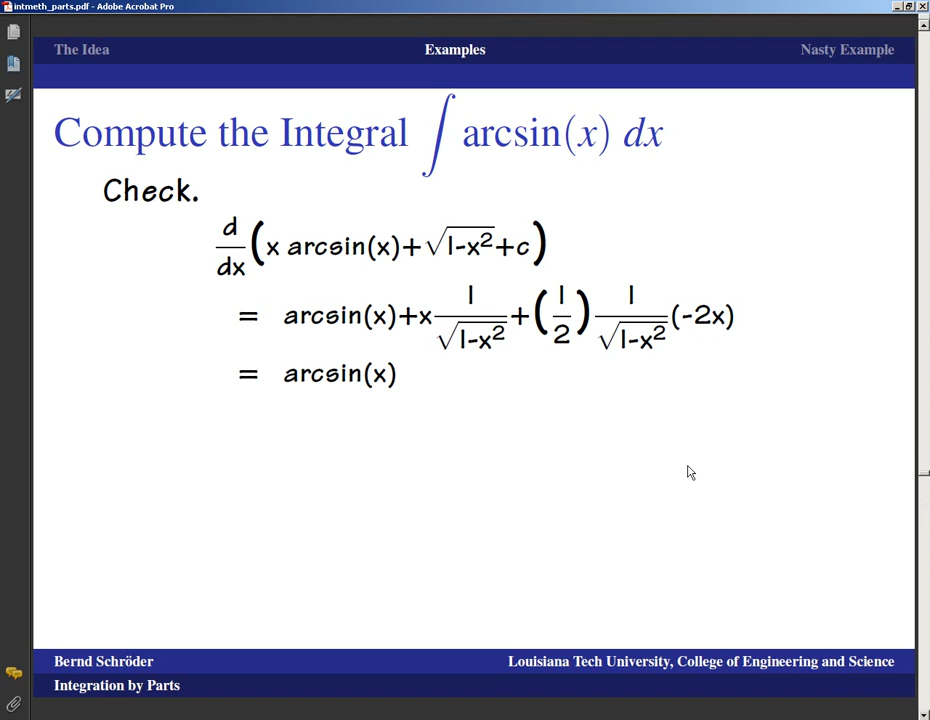 intmeth_parts.pdf - Adobe Acrobat Pro
The Idea Examples Nasty Example
Compute the Integral ∫ arcsin(x) dx
Check.
d/dx (x arcsin(x)+√(1-x²)+c)
= arcsin(x)+x 1/√(1-x²) +(1/2) 1/√(1-x²) (-2x)
= arcsin(x)
Bernd Schröder Louisiana Tech University, College of Engineering and Science
Integration by Parts